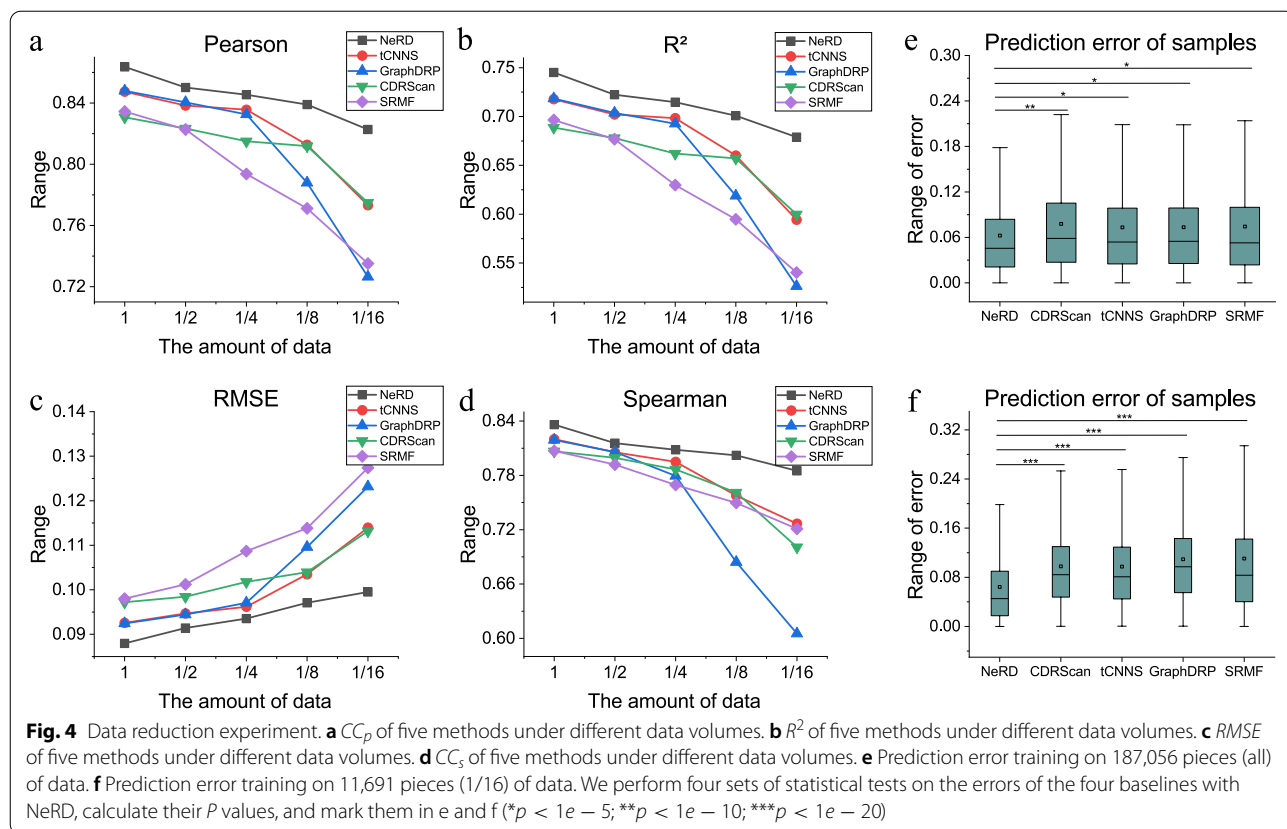 a
Pearson
NeRD
tCNNS
GraphDRP
CDRScan
SRMF
0.84
0.80
0.76
0.72
Range
1 1/2 1/4 1/8 1/16
The amount of data
b
R²
NeRD
tCNNS
GraphDRP
CDRScan
SRMF
0.75
0.70
0.65
0.60
0.55
Range
1 1/2 1/4 1/8 1/16
The amount of data
e
Prediction error of samples
0.30
0.24
0.18
0.12
0.06
0.00
Range of error
*
*
*
**
NeRD CDRScan tCNNS GraphDRP SRMF
c
RMSE
NeRD
tCNNS
GraphDRP
CDRScan
SRMF
0.14
0.13
0.12
0.11
0.10
0.09
Range
1 1/2 1/4 1/8 1/16
The amount of data
d
Spearman
NeRD
tCNNS
GraphDRP
CDRScan
SRMF
0.84
0.78
0.72
0.66
0.60
Range
1 1/2 1/4 1/8 1/16
The amount of data
f
Prediction error of samples
0.32
0.24
0.16
0.08
0.00
Range of error
***
***
***
***
NeRD CDRScan tCNNS GraphDRP SRMF
Fig. 4 Data reduction experiment. a CCp of five methods under different data volumes. b R² of five methods under different data volumes. c RMSE
of five methods under different data volumes. d CCs of five methods under different data volumes. e Prediction error training on 187,056 pieces (all)
of data. f Prediction error training on 11,691 pieces (1/16) of data. We perform four sets of statistical tests on the errors of the four baselines with
NeRD, calculate their P values, and mark them in e and f (*p < 1e − 5; **p < 1e − 10; ***p < 1e − 20)